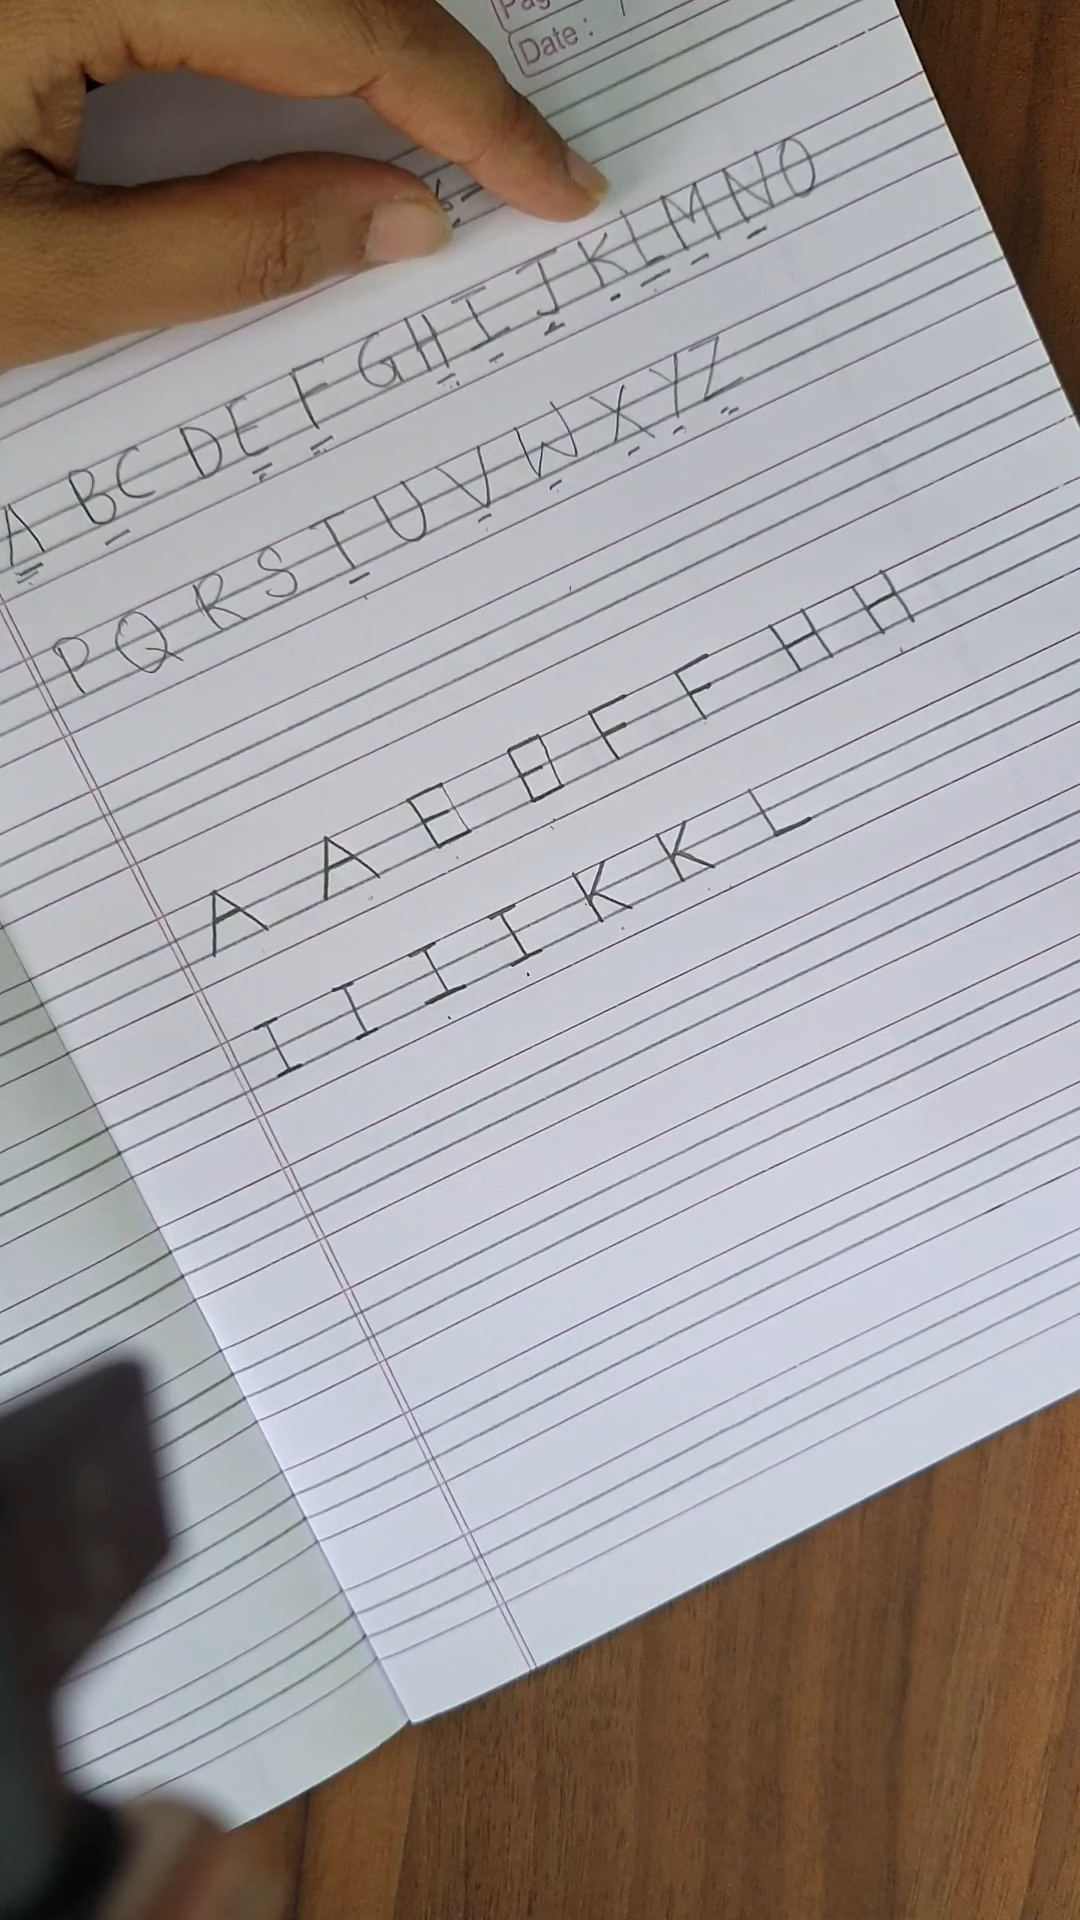 Date :
A B C D E F G H I J K L M N O
P Q R S T U V W X Y Z
A A E E F F H H
I I I I K K L